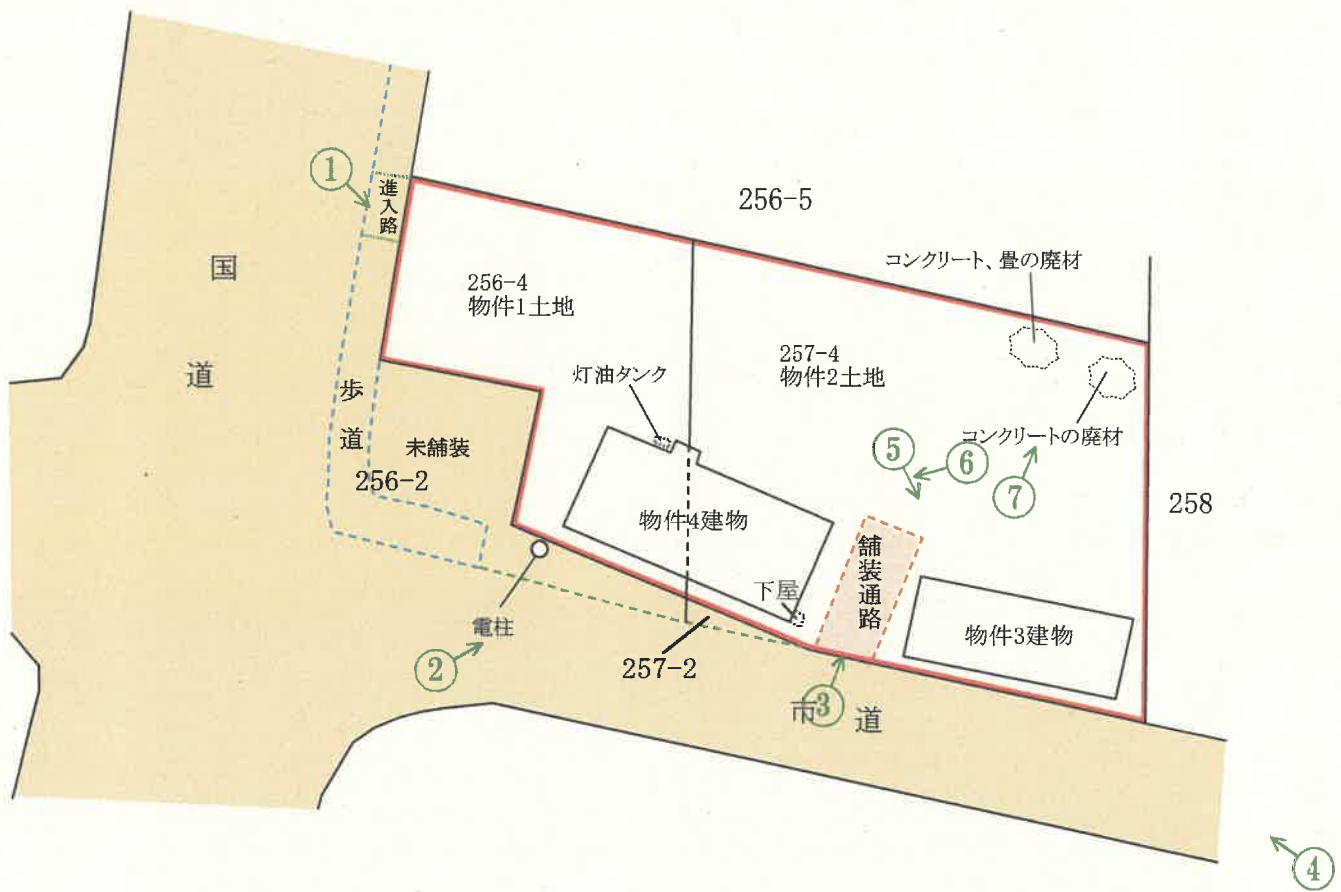 ①
進入路
256-5
国道
256-4
物件1土地
コンクリート、畳の廃材
257-4
物件2土地
灯油タンク
歩道
未舗装
256-2
コンクリートの廃材
⑤
⑥
⑦
258
物件4建物
舗装通路
下屋
電柱
物件3建物
②
257-2
③
市道
④